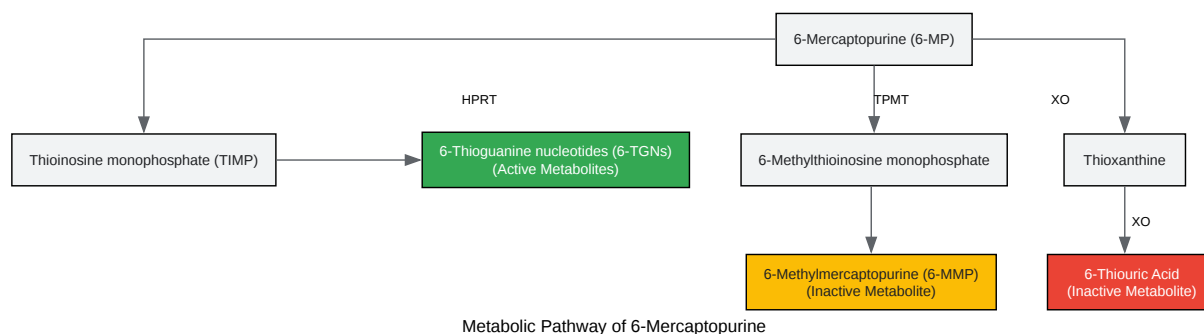 6-Mercaptopurine (6-MP)
HPRT
TPMT
XO
Thioinosine monophosphate (TIMP)
6-Thioguanine nucleotides (6-TGNs)
(Active Metabolites)
6-Methylthioinosine monophosphate
Thioxanthine
XO
6-Methylmercaptopurine (6-MMP)
(Inactive Metabolite)
6-Thiouric Acid
(Inactive Metabolite)
Metabolic Pathway of 6-Mercaptopurine